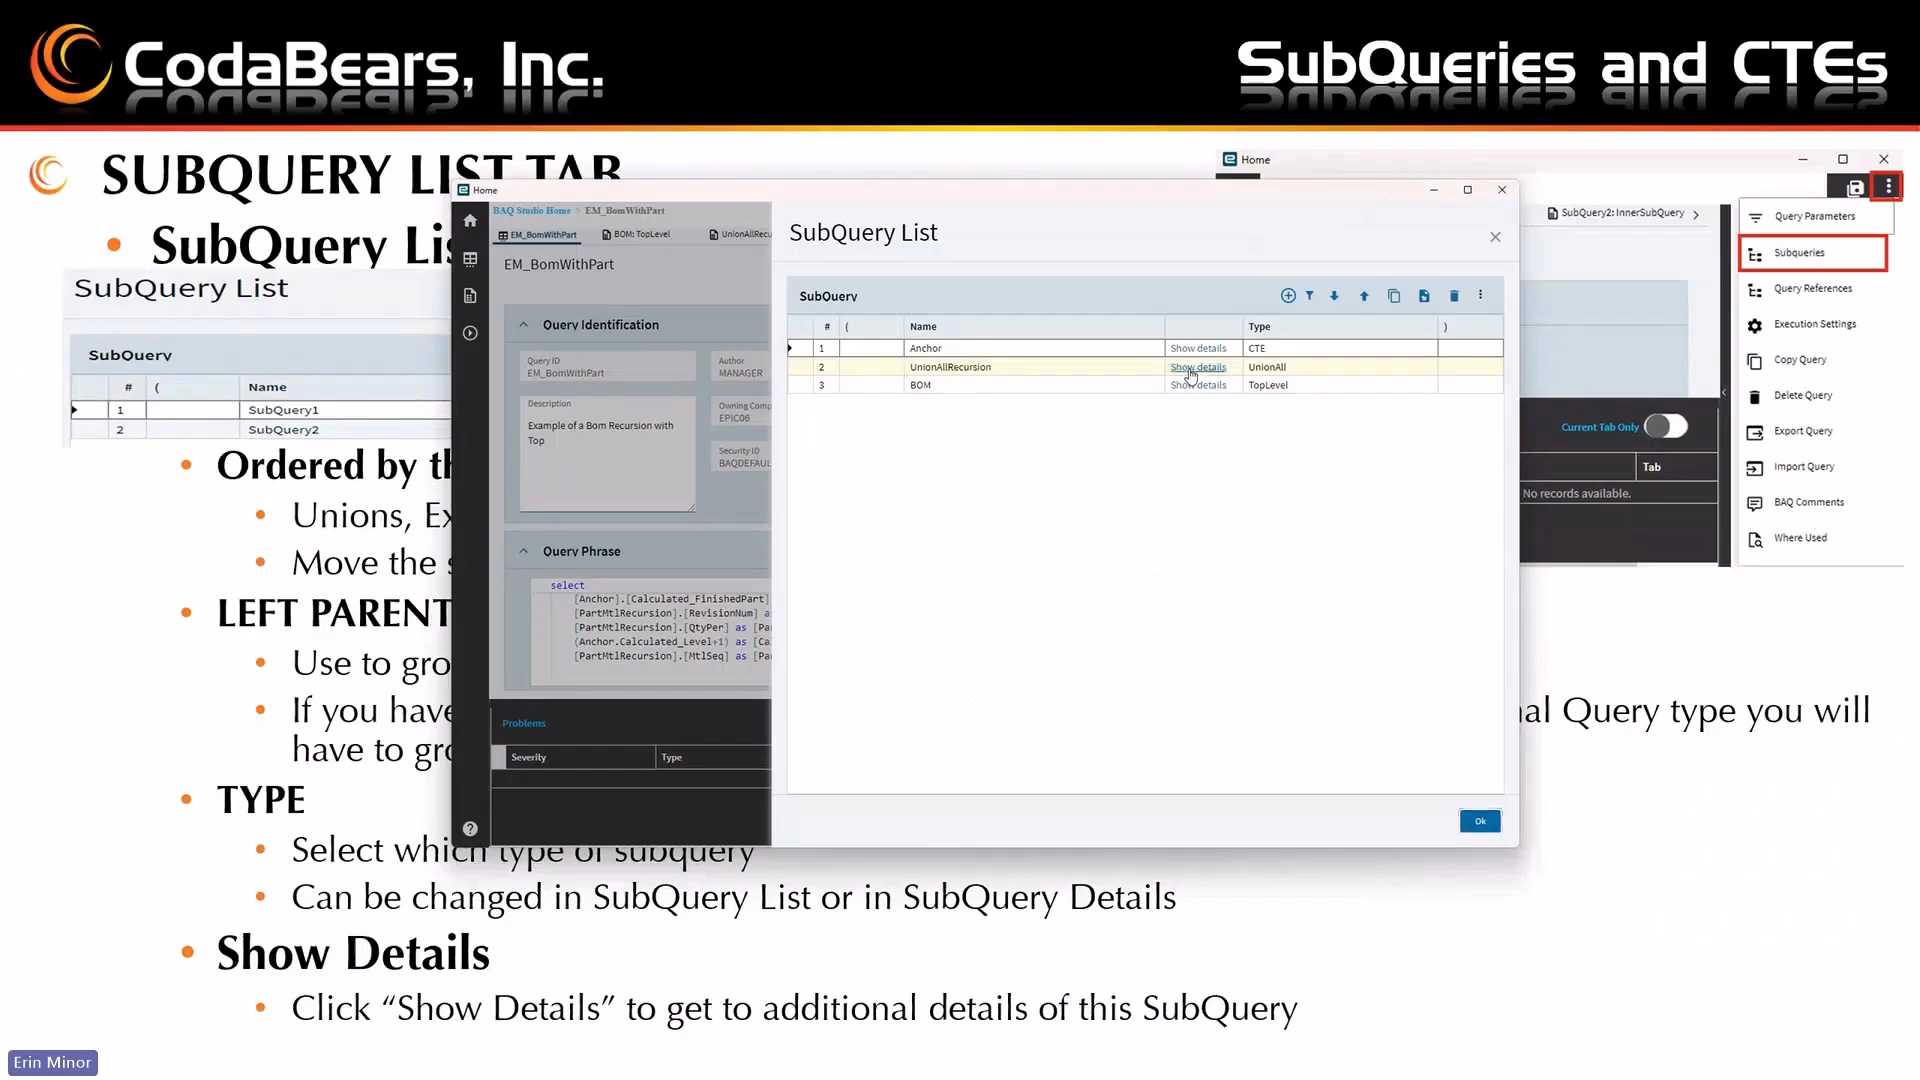 CodaBears, Inc.
SubQueries and CTEs
SUBQUERY LIST TAB
SubQuery Lis
SubQuery List
SubQuery
# ( Name
1 SubQuery1
2 SubQuery2
Ordered by th
Unions, Ex
Move the s
LEFT PARENT
Use to gro
If you have
nal Query type you will
have to gro
TYPE
Select which type of subquery
Can be changed in SubQuery List or in SubQuery Details
Show Details
Click “Show Details” to get to additional details of this SubQuery
Home
BAQ Studio Home > EM_BomWithPart
EM_BomWithPart
BOM: TopLevel
UnionAllRecu
EM_BomWithPart
Query Identification
Query ID
EM_BomWithPart
Author
MANAGER
Description
Example of a Bom Recursion with
Top
Owning Comp
EPIC06
Security ID
BAQDEFAUL
Query Phrase
select
[Anchor].[Calculated_FinishedPart]
[PartMtlRecursion].[RevisionNum] a
[PartMtlRecursion].[QtyPer] as [Pa
(Anchor.Calculated_Level+1) as [Ca
[PartMtlRecursion].[MtlSeq] as [Pa
Problems
Severity Type
SubQuery List
SubQuery
# ( Name Type )
1 Anchor Show details CTE
2 UnionAllRecursion Show details UnionAll
3 BOM Show details TopLevel
Ok
Home
SubQuery2: InnerSubQuery
Query Parameters
Subqueries
Query References
Execution Settings
Copy Query
Delete Query
Export Query
Import Query
BAQ Comments
Where Used
Current Tab Only
Tab
No records available.
Erin Minor